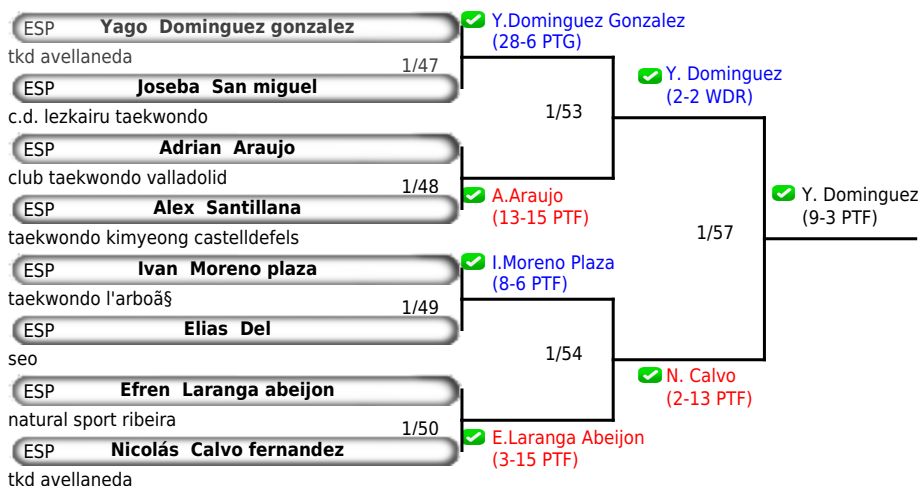 ESP Yago Dominguez gonzalez
tkd avellaneda
1/47
ESP Joseba San miguel
c.d. lezkairu taekwondo
ESP Adrian Araujo
club taekwondo valladolid
1/48
ESP Alex Santillana
taekwondo kimyeong castelldefels
ESP Ivan Moreno plaza
taekwondo l'arboã§
1/49
ESP Elias Del
seo
ESP Efren Laranga abeijon
natural sport ribeira
1/50
ESP Nicolás Calvo fernandez
tkd avellaneda
Y.Dominguez Gonzalez
(28-6 PTG)
1/53
A.Araujo
(13-15 PTF)
I.Moreno Plaza
(8-6 PTF)
1/54
E.Laranga Abeijon
(3-15 PTF)
Y. Dominguez
(2-2 WDR)
1/57
N. Calvo
(2-13 PTF)
Y. Dominguez
(9-3 PTF)